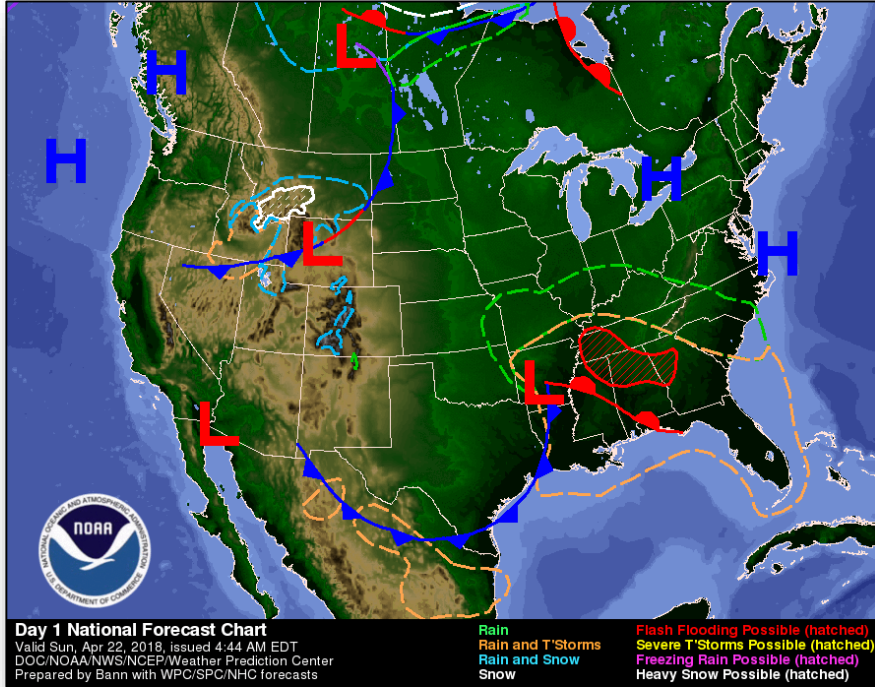 H
H
L
H
H
L
L
L
NATIONAL OCEANIC AND ATMOSPHERIC ADMINISTRATION
NOAA
U.S. DEPARTMENT OF COMMERCE
Day 1 National Forecast Chart
Valid Sun, Apr 22, 2018, issued 4:44 AM EDT
DOC/NOAA/NWS/NCEP/Weather Prediction Center
Prepared by Bann with WPC/SPC/NHC forecasts
Rain
Rain and T'Storms
Rain and Snow
Snow
Flash Flooding Possible (hatched)
Severe T'Storms Possible (hatched)
Freezing Rain Possible (hatched)
Heavy Snow Possible (hatched)